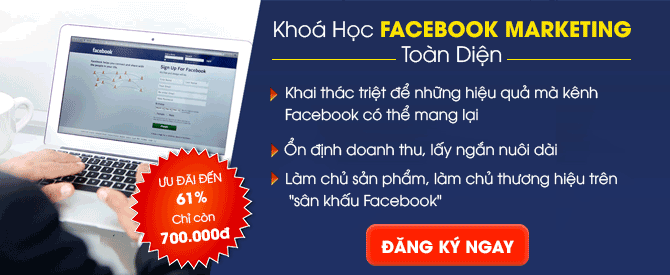 Khoá Học FACEBOOK MARKETING
Toàn Diện
Khai thác triệt để những hiệu quả mà kênh
Facebook có thể mang lại
Ổn định doanh thu, lấy ngắn nuôi dài
Làm chủ sản phẩm, làm chủ thương hiệu trên
"sân khấu Facebook"
ĐĂNG KÝ NGAY
ƯU ĐÃI ĐẾN
61%
Chỉ còn
700.000đ
facebook
Sign Up For Facebook